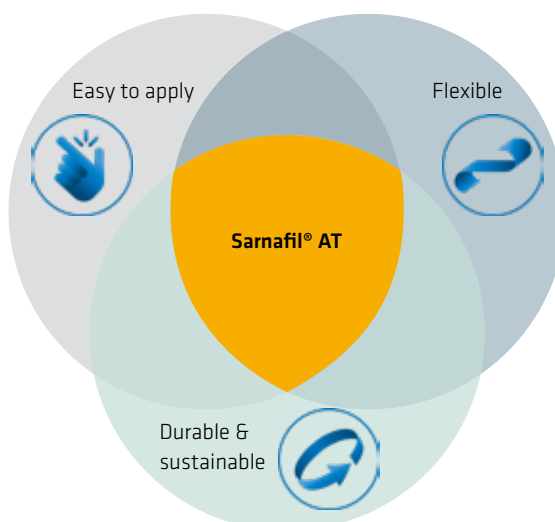 Easy to apply
Flexible
Sarnafil® AT
Durable &
sustainable